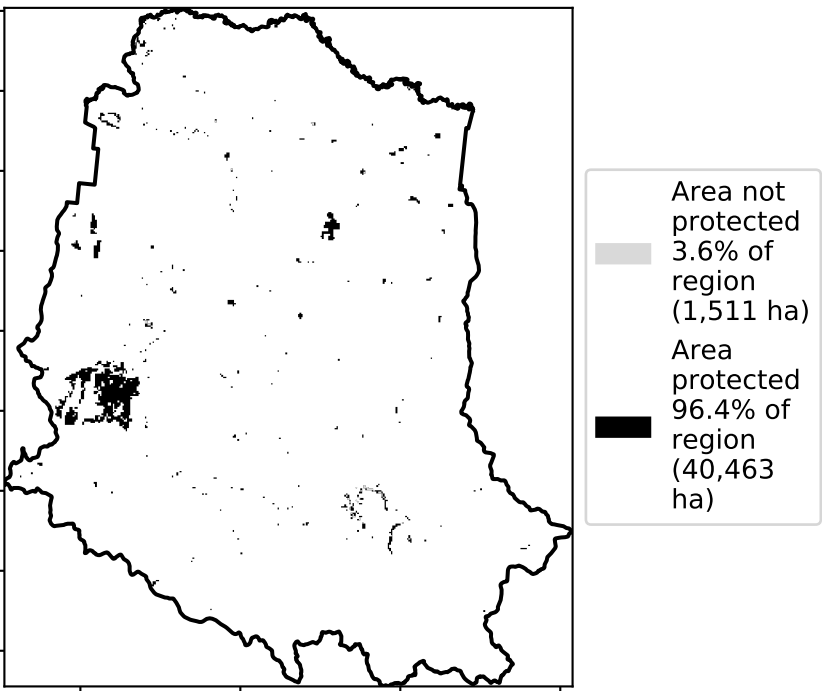 Area not
protected
3.6% of
region
(1,511 ha)
Area
protected
96.4% of
region
(40,463
ha)